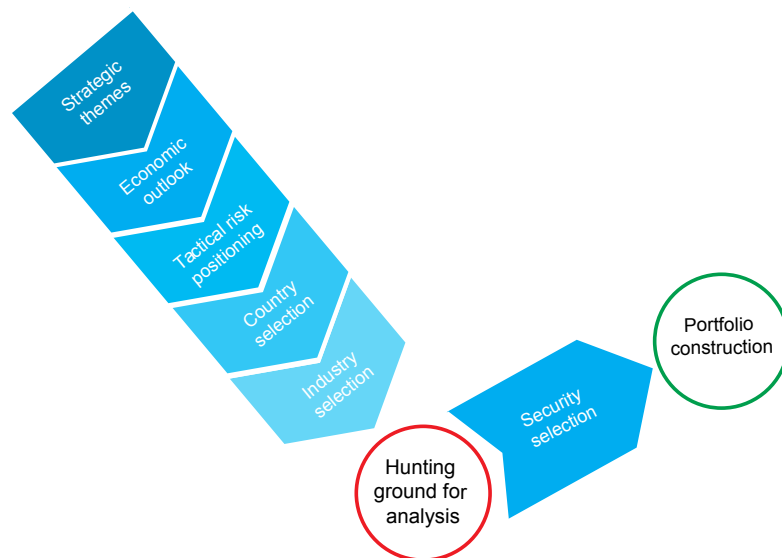 Strategic
themes
Economic
outlook
Tactical risk
positioning
Country
selection
Industry
selection
Hunting
ground for
analysis
Security
selection
Portfolio
construction